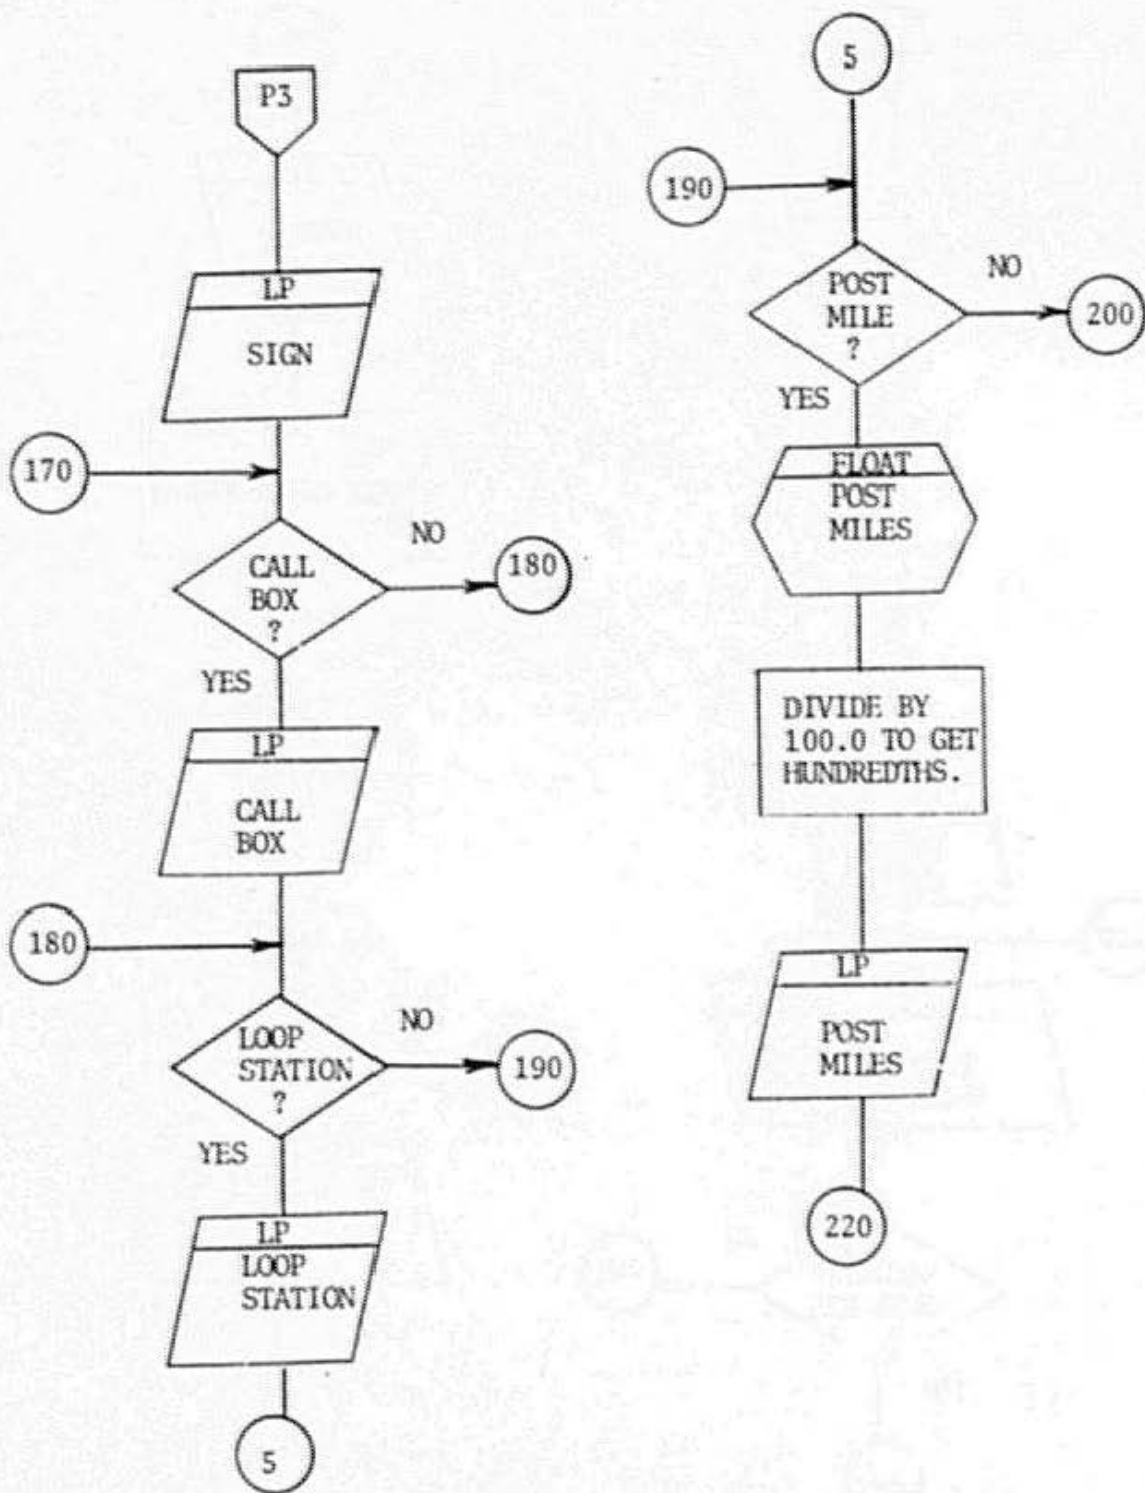 P3
LP
SIGN
170
CALL
BOX
?
NO
180
YES
LP
CALL
BOX
180
LOOP
STATION
?
NO
190
YES
LP
LOOP
STATION
5
5
190
POST
MILE
?
NO
200
YES
FLOAT
POST
MILES
DIVIDE BY
100.0 TO GET
HUNDREDTHS.
LP
POST
MILES
220